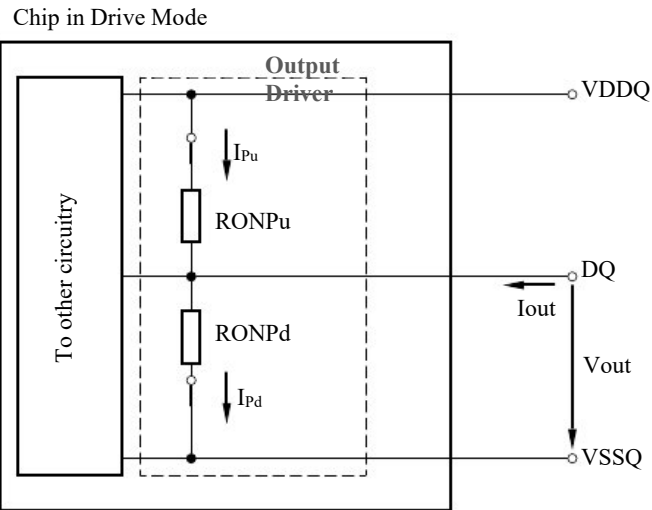 Chip in Drive Mode
Output
Driver
VDDQ
IPu
RONPu
To other circuitry
DQ
Iout
RONPd
Vout
IPd
VSSQ